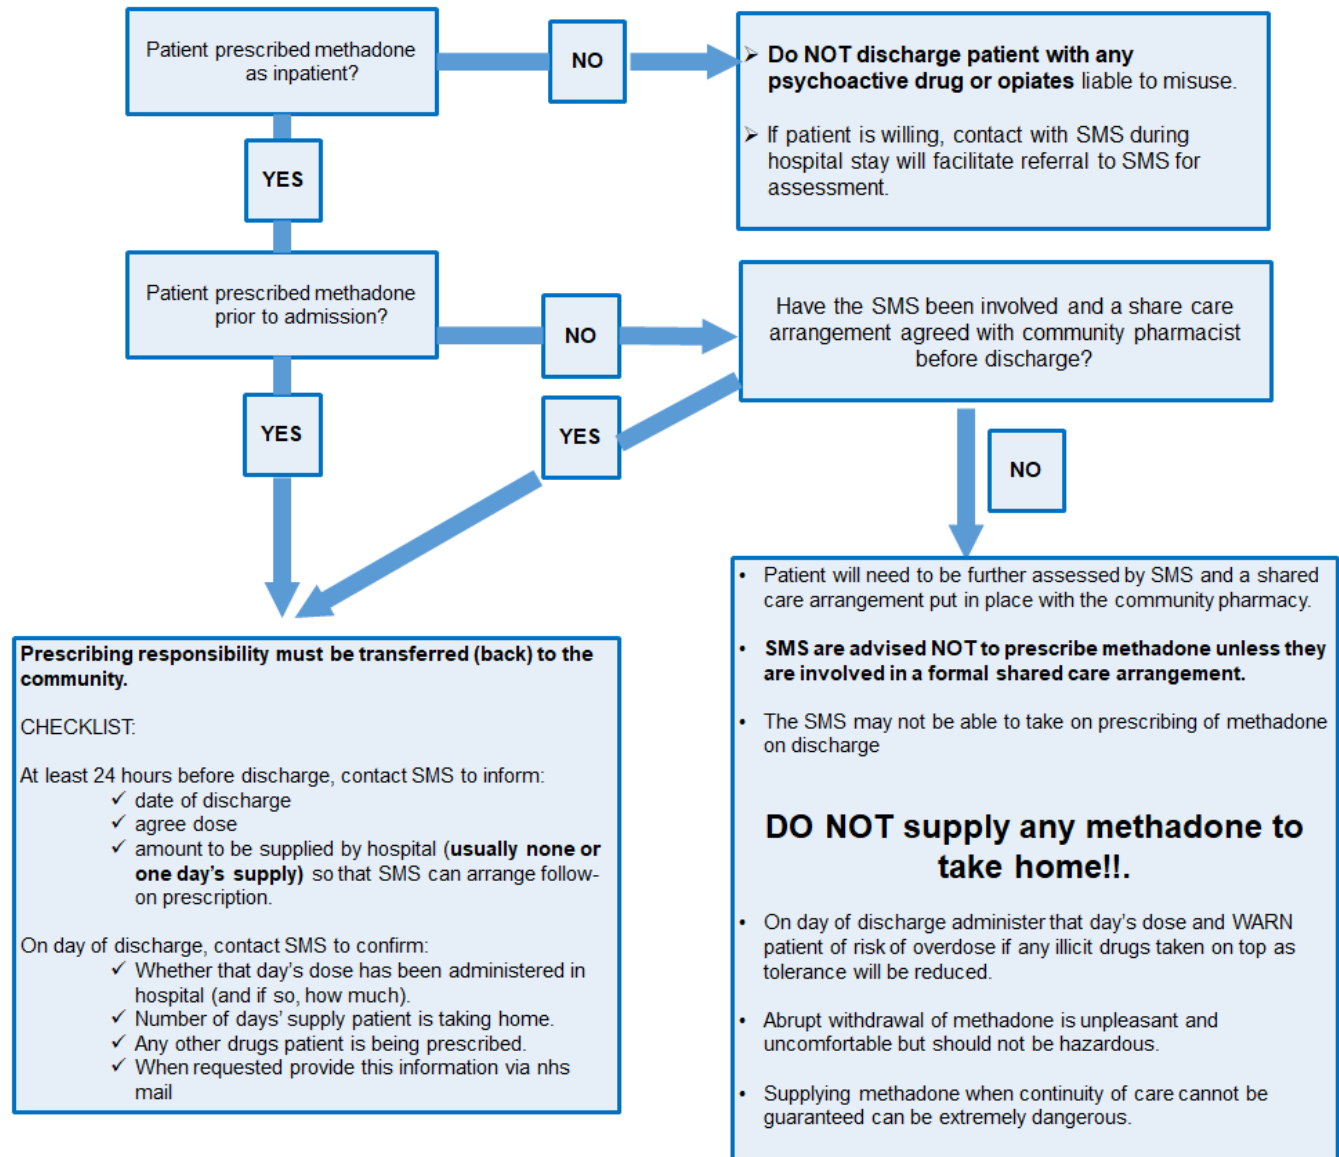 Patient prescribed methadone
as inpatient?
NO
➢ Do NOT discharge patient with any
psychoactive drug or opiates liable to misuse.
➢ If patient is willing, contact with SMS during
hospital stay will facilitate referral to SMS for
assessment.
YES
Patient prescribed methadone
prior to admission?
NO
Have the SMS been involved and a share care
arrangement agreed with community pharmacist
before discharge?
YES
YES
NO
Prescribing responsibility must be transferred (back) to the
community.
CHECKLIST:
At least 24 hours before discharge, contact SMS to inform:
✓ date of discharge
✓ agree dose
✓ amount to be supplied by hospital (usually none or
one day's supply) so that SMS can arrange follow-
on prescription.
On day of discharge, contact SMS to confirm:
✓ Whether that day's dose has been administered in
hospital (and if so, how much).
✓ Number of days' supply patient is taking home.
✓ Any other drugs patient is being prescribed.
✓ When requested provide this information via nhs
mail
• Patient will need to be further assessed by SMS and a shared
care arrangement put in place with the community pharmacy.
• SMS are advised NOT to prescribe methadone unless they
are involved in a formal shared care arrangement.
• The SMS may not be able to take on prescribing of methadone
on discharge
DO NOT supply any methadone to
take home!!.
• On day of discharge administer that day's dose and WARN
patient of risk of overdose if any illicit drugs taken on top as
tolerance will be reduced.
• Abrupt withdrawal of methadone is unpleasant and
uncomfortable but should not be hazardous.
• Supplying methadone when continuity of care cannot be
guaranteed can be extremely dangerous.